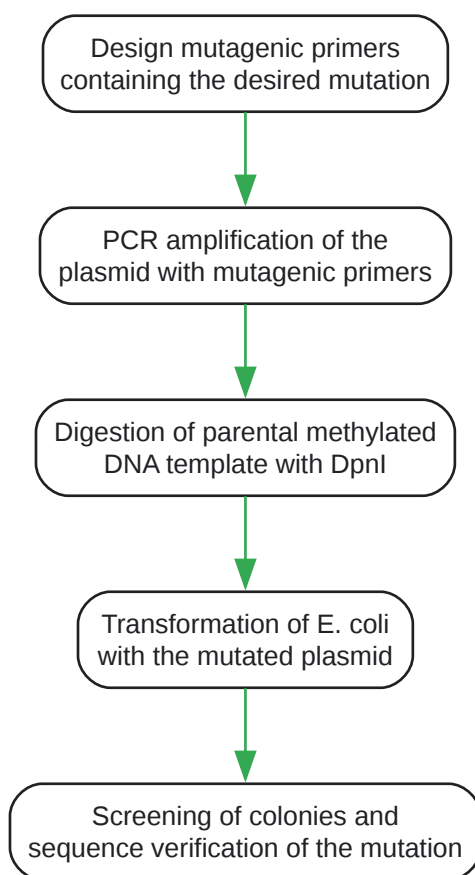 Design mutagenic primers
containing the desired mutation
PCR amplification of the
plasmid with mutagenic primers
Digestion of parental methylated
DNA template with DpnI
Transformation of E. coli
with the mutated plasmid
Screening of colonies and
sequence verification of the mutation